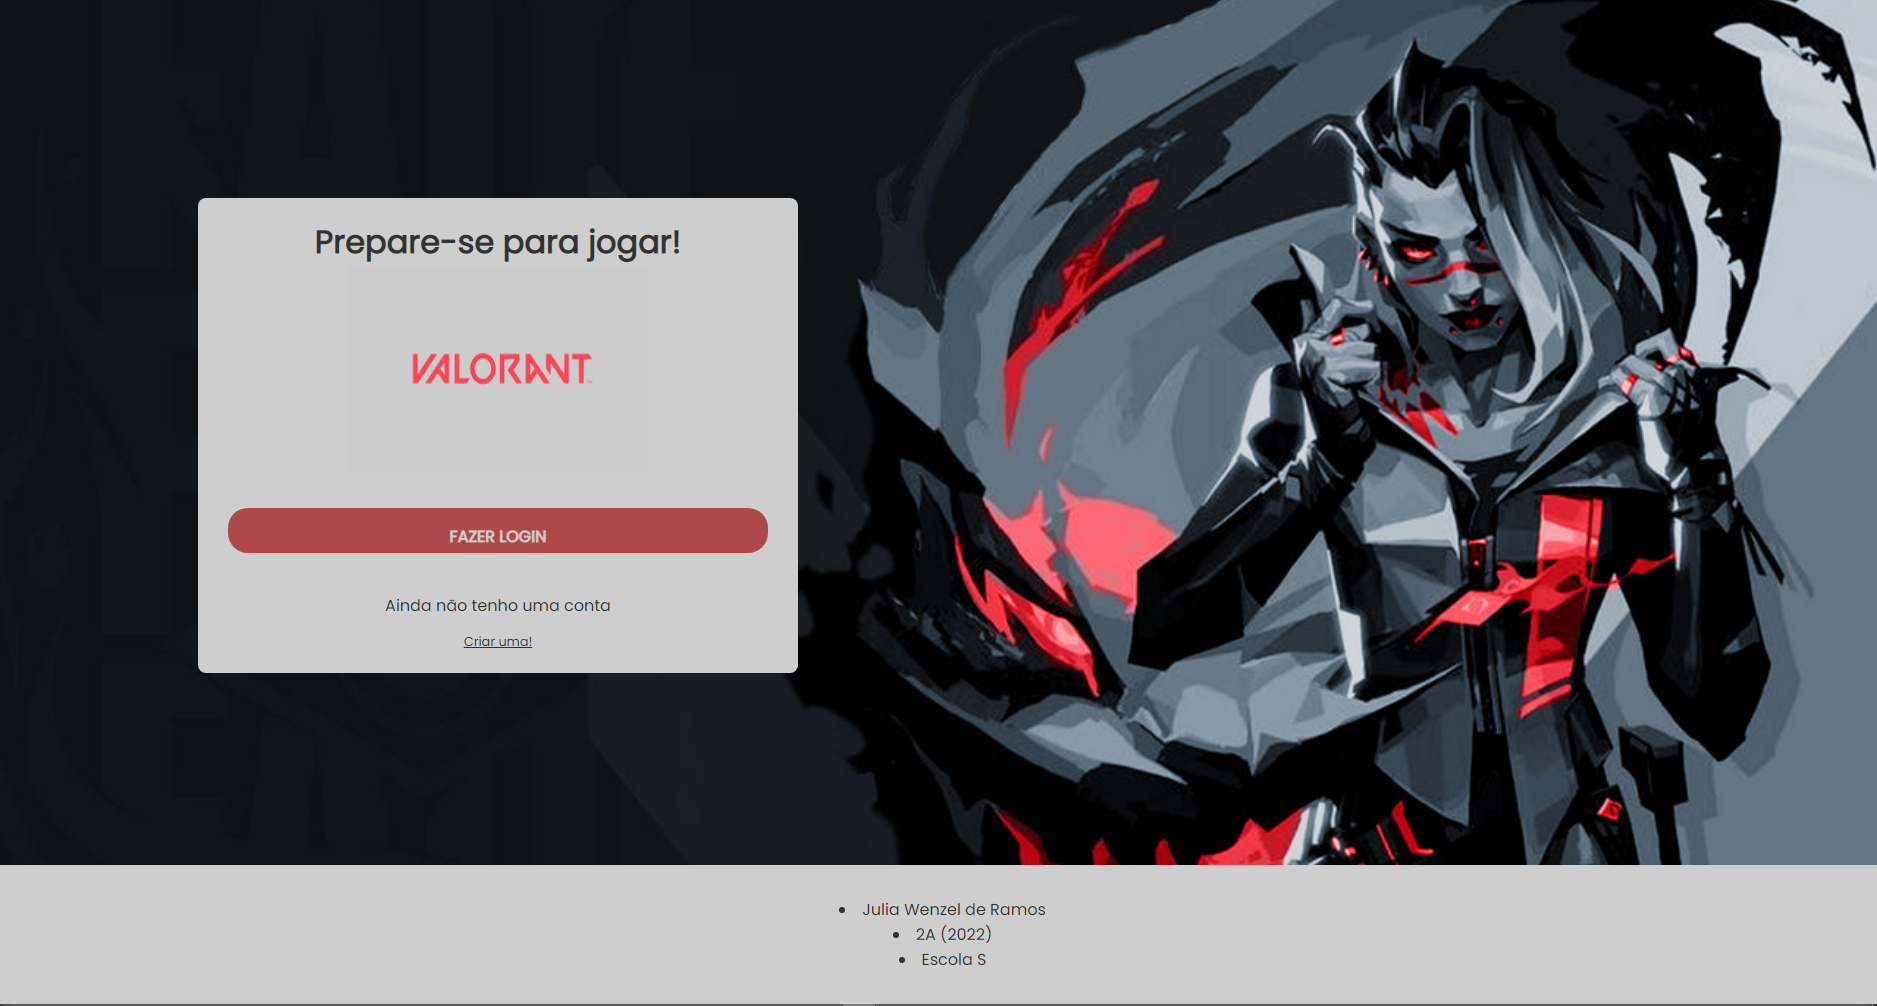 Prepare-se para jogar!
VALORANT
FAZER LOGIN
Ainda não tenho uma conta
Criar uma!
Julia Wenzel de Ramos
2A (2022)
Escola S